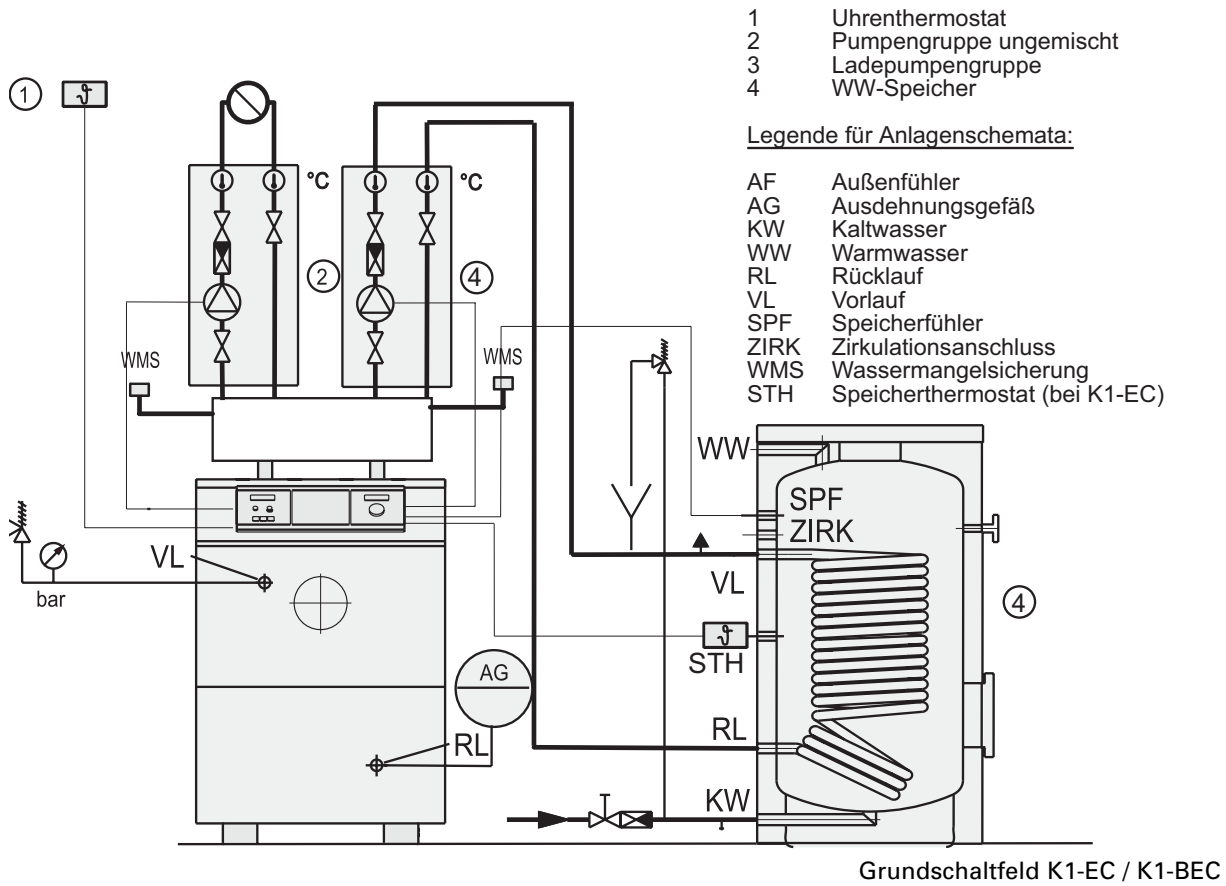 1 Uhrenthermostat
2 Pumpengruppe ungemischt
3 Ladepumpengruppe
4 WW-Speicher
Legende für Anlagenschemata:
AF Außenfühler
AG Ausdehnungsgefäß
KW Kaltwasser
WW Warmwasser
RL Rücklauf
VL Vorlauf
SPF Speicherfühler
ZIRK Zirkulationsanschluss
WMS Wassermangelsicherung
STH Speicherthermostat (bei K1-EC)
1
ϑ
°C
°C
2
4
WMS
WMS
WW
SPF
ZIRK
VL
VL
bar
4
ϑ
STH
AG
RL
RL
KW
Grundschaltfeld K1-EC / K1-BEC